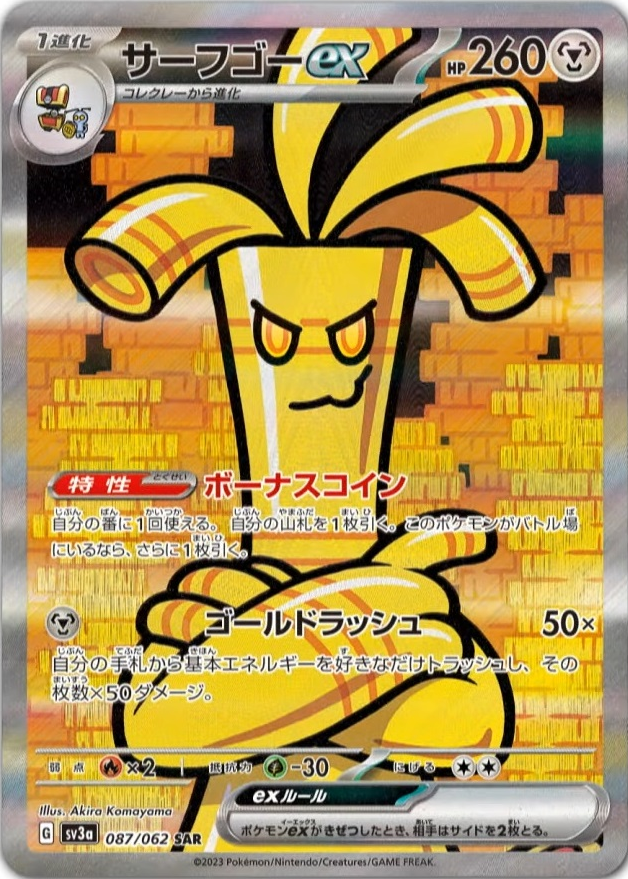 1進化
サーフゴーex
HP260
コレクレーから進化
特性 とくせい ボーナスコイン
自分の番に1回使える。自分の山札を1枚引く。このポケモンがバトル場
にいるなら、さらに1枚引く。
ゴールドラッシュ 50×
自分の手札から基本エネルギーを好きなだけトラッシュし、その
枚数×50ダメージ。
弱点 ×2 抵抗力 -30 にげる
exルール
ポケモンexがきぜつしたとき、相手はサイドを2枚とる。
Illus. Akira Komayama
G sv3a 087/062 SAR
©2023 Pokémon/Nintendo/Creatures/GAME FREAK.